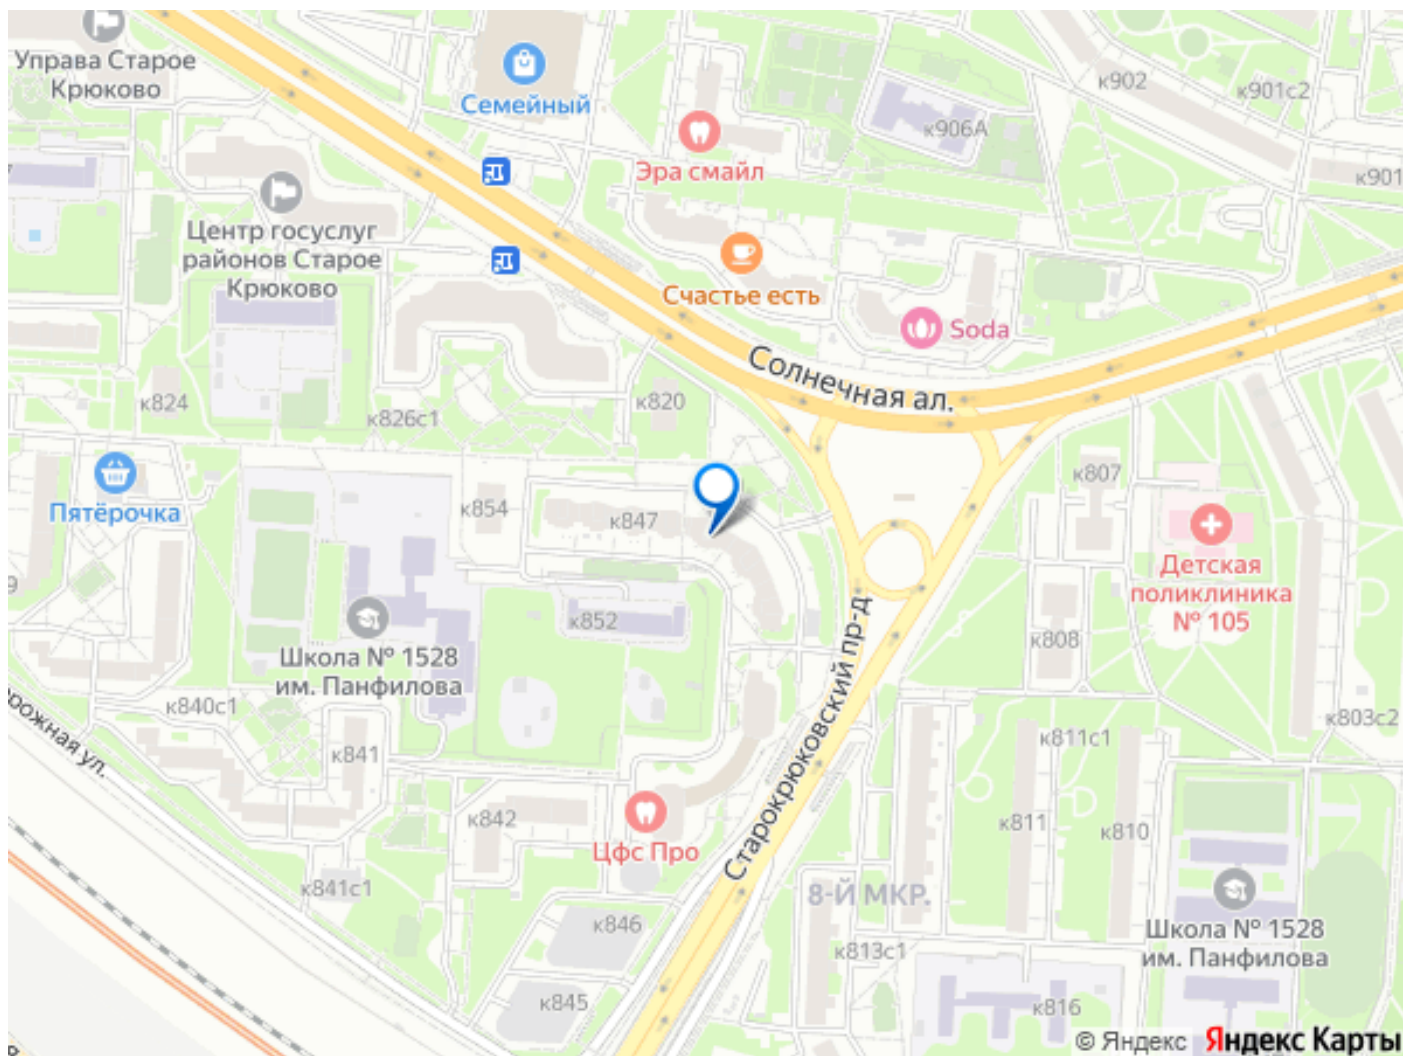 Управа Старое
Крюково
Семейный
к902
к901с2
к906А
Эра смайл
к901
Центр госуслуг
районов Старое
Крюково
Счастье есть
Soda
Солнечная ал.
к824
к826с1
к820
Пятёрочка
к854
к847
к807
Детская
поликлиника
№ 105
9
к852
к808
Школа № 1528
им. Панфилова
Старокрюковский пр-д
к840с1
к841
рожная ул.
к803с2
к811с1
к842
Цфс Про
к811
к810
к841с1
8-Й МКР.
к846
к813с1
Школа № 1528
им. Панфилова
к845
к816
© Яндекс Яндекс Карты